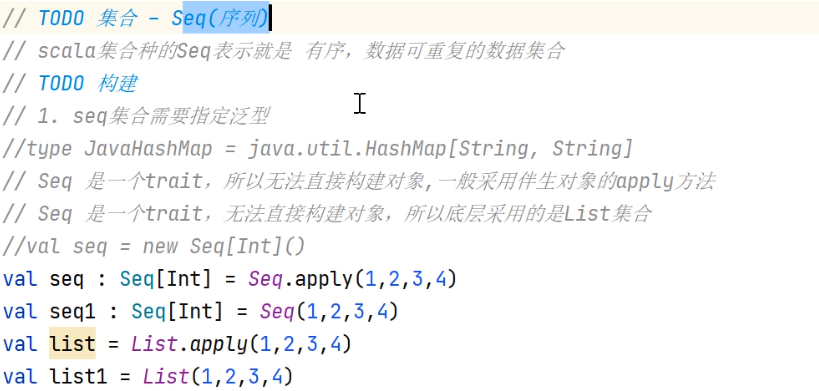 // TODO 集合 - Seq(序列)
// scala集合种的Seq表示就是 有序，数据可重复的数据集合
// TODO 构建
// 1. seq集合需要指定泛型
//type JavaHashMap = java.util.HashMap[String, String]
// Seq 是一个trait，所以无法直接构建对象,一般采用伴生对象的apply方法
// Seq 是一个trait，无法直接构建对象，所以底层采用的是List集合
//val seq = new Seq[Int]()
val seq : Seq[Int] = Seq.apply(1,2,3,4)
val seq1 : Seq[Int] = Seq(1,2,3,4)
val list = List.apply(1,2,3,4)
val list1 = List(1,2,3,4)